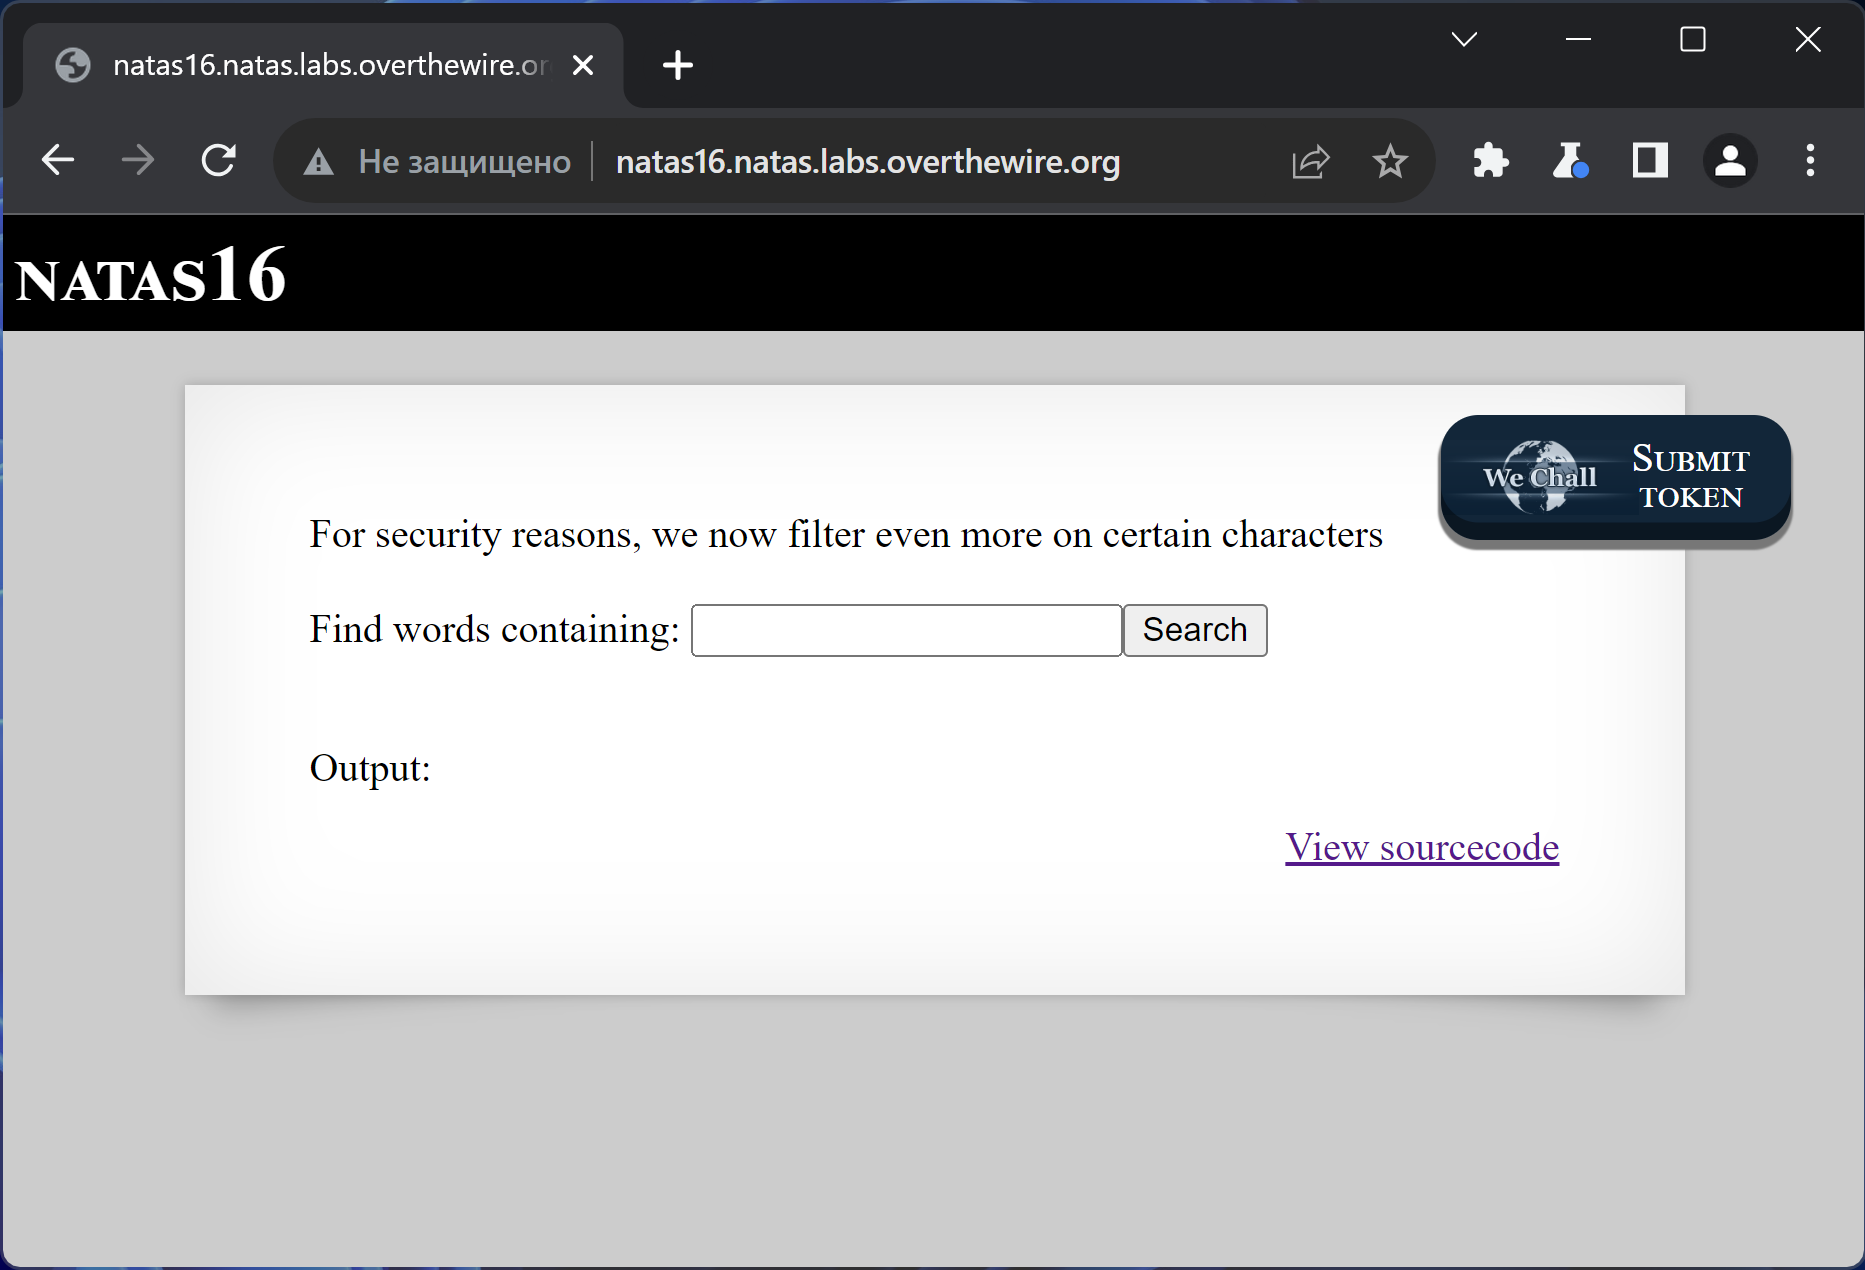 natas16.natas.labs.overthewire.or
Не защищено natas16.natas.labs.overthewire.org
NATAS16
We Chall
SUBMIT
TOKEN
For security reasons, we now filter even more on certain characters
Find words containing: Search
Output:
View sourcecode